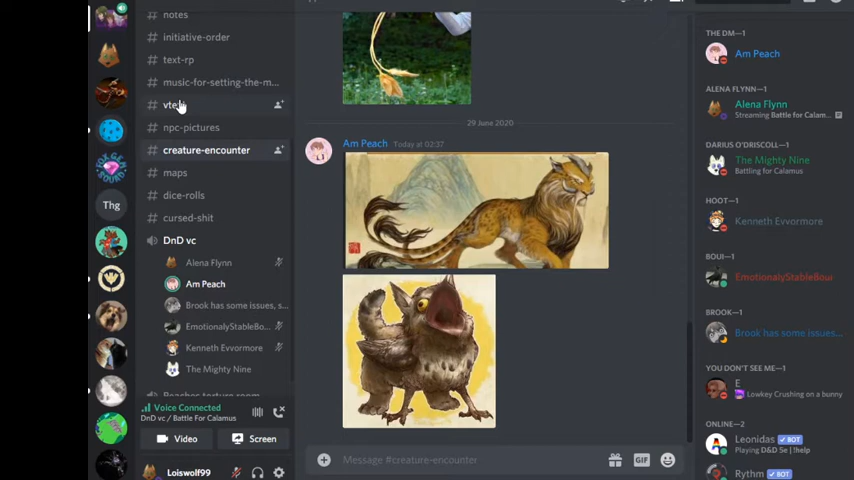 notes
initiative-order
text-rp
music-for-setting-the-m...
npc-pictures
creature-encounter
maps
dice-rolls
cursed-shit
DnD vc
Alena Flynn
Am Peach
Brook has some issues, s...
EmotionalyStableBo...
Kenneth Evvormore
The Mighty Nine
Voice Connected
DnD vc / Battle For Calamus
Video
Screen
Loiswolf99
Thg
29 June 2020
Am Peach Today at 02:37
Message #creature-encounter
GIF
THE DM—1
Am Peach
ALENA FLYNN—1
Alena Flynn
Streaming Battle for Calam...
DARIUS O'DRISCOLL—1
The Mighty Nine
Battling for Calamus
HOOT—1
Kenneth Evvormore
BOUI—1
EmotionalyStableBoui
BROOK—1
Brook has some issues...
YOU DON'T SEE ME—1
E
Lowkey Crushing on a bunny
ONLINE—2
Leonidas BOT
Playing D&D 5e | !help
Rythm BOT